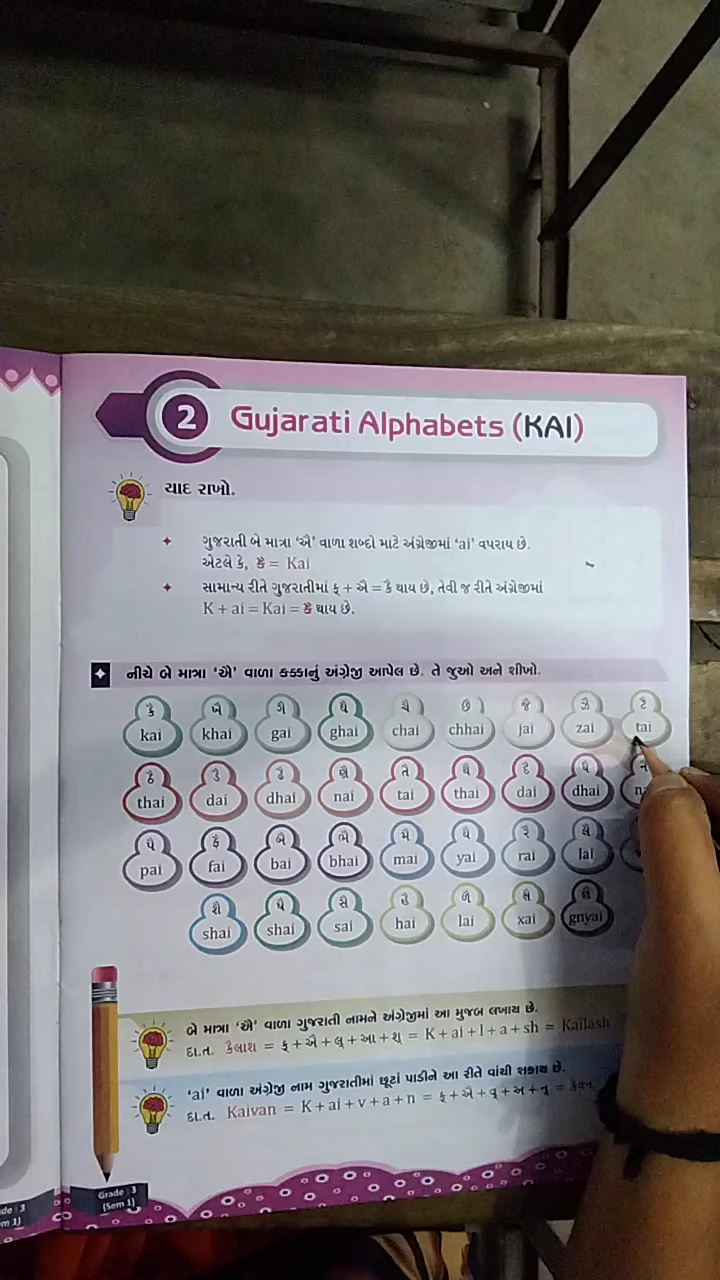 2 Gujarati Alphabets (KAI)
યાદ રાખો.
ગુજરાતી બે માત્રા ‘ઐ’ વાળા શબ્દો માટે અંગ્રેજીમાં ‘ai’ વપરાય છે.
એટલે કે, કૈ = Kai
સામાન્ય રીતે ગુજરાતીમાં ક્ + ઐ = કૈ થાય છે, તેવી જ રીતે અંગ્રેજીમાં
K + ai = Kai = કૈ થાય છે.
નીચે બે માત્રા ‘ઐ’ વાળા કક્કાનું અંગ્રેજી આપેલ છે. તે જુઓ અને શીખો.
કૈ ખૈ ગૈ ઘૈ ચૈ છૈ જૈ ઝૈ ટૈ
kai khai gai ghai chai chhai jai zai tai
ઠૈ ડૈ ઢૈ ણૈ તૈ થૈ દૈ ધૈ નૈ
thai dai dhai nai tai thai dai dhai
પૈ ફૈ બૈ ભૈ મૈ યૈ રૈ લૈ
pai fai bai bhai mai yai rai lai
શૈ ષૈ સૈ હૈ ળૈ ક્ષૈ જ્ઞૈ
shai shai sai hai lai xai gnyai
બે માત્રા ‘ઐ’ વાળા ગુજરાતી નામને અંગ્રેજીમાં આ મુજબ લખાય છે.
દા.ત. કૈલાશ = ક્ + ઐ + લ્ + આ + શ્ = K + ai + l + a + sh = Kailash
‘ai’ વાળા અંગ્રેજી નામ ગુજરાતીમાં છૂટાં પાડીને આ રીતે વાંચી શકાય છે.
દા.ત. Kaivan = K + ai + v + a + n = ક્ + ઐ + વ્ + અ + ન્ = કૈવન
Grade : 3
(Sem 1)